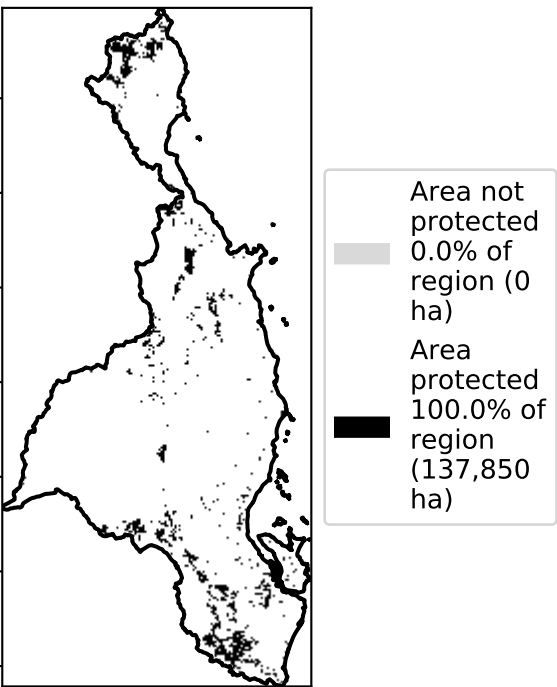 Area not
protected
0.0% of
region (0
ha)
Area
protected
100.0% of
region
(137,850
ha)